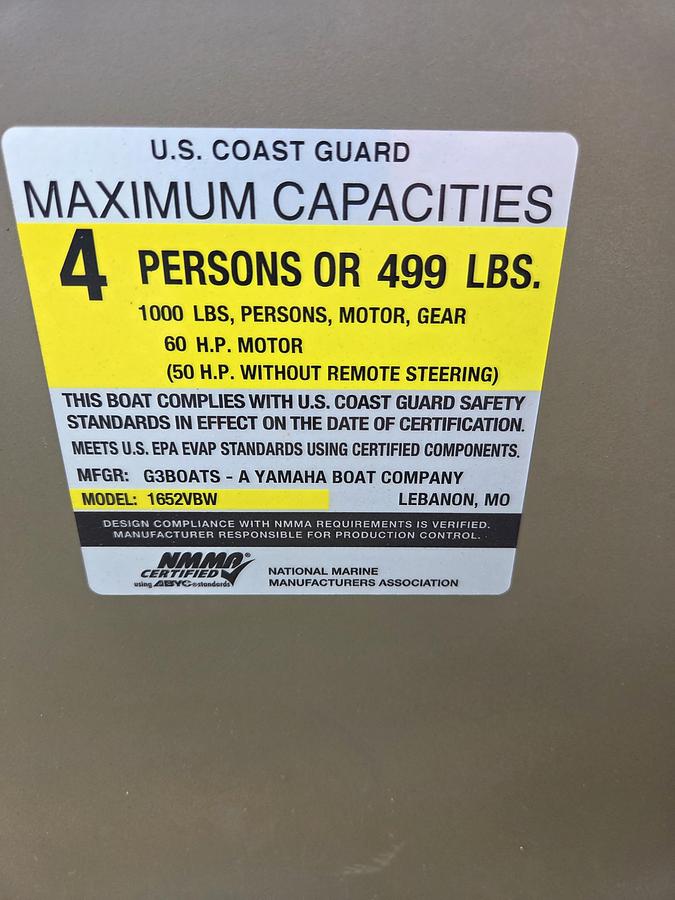 U.S. COAST GUARD
MAXIMUM CAPACITIES
4 PERSONS OR 499 LBS.
1000 LBS, PERSONS, MOTOR, GEAR
60 H.P. MOTOR
(50 H.P. WITHOUT REMOTE STEERING)
THIS BOAT COMPLIES WITH U.S. COAST GUARD SAFETY
STANDARDS IN EFFECT ON THE DATE OF CERTIFICATION.
MEETS U.S. EPA EVAP STANDARDS USING CERTIFIED COMPONENTS.
MFGR: G3BOATS - A YAMAHA BOAT COMPANY
MODEL: 1652VBW LEBANON, MO
DESIGN COMPLIANCE WITH NMMA REQUIREMENTS IS VERIFIED.
MANUFACTURER RESPONSIBLE FOR PRODUCTION CONTROL.
NMMA®
CERTIFIED
using ABYC standards
NATIONAL MARINE
MANUFACTURERS ASSOCIATION